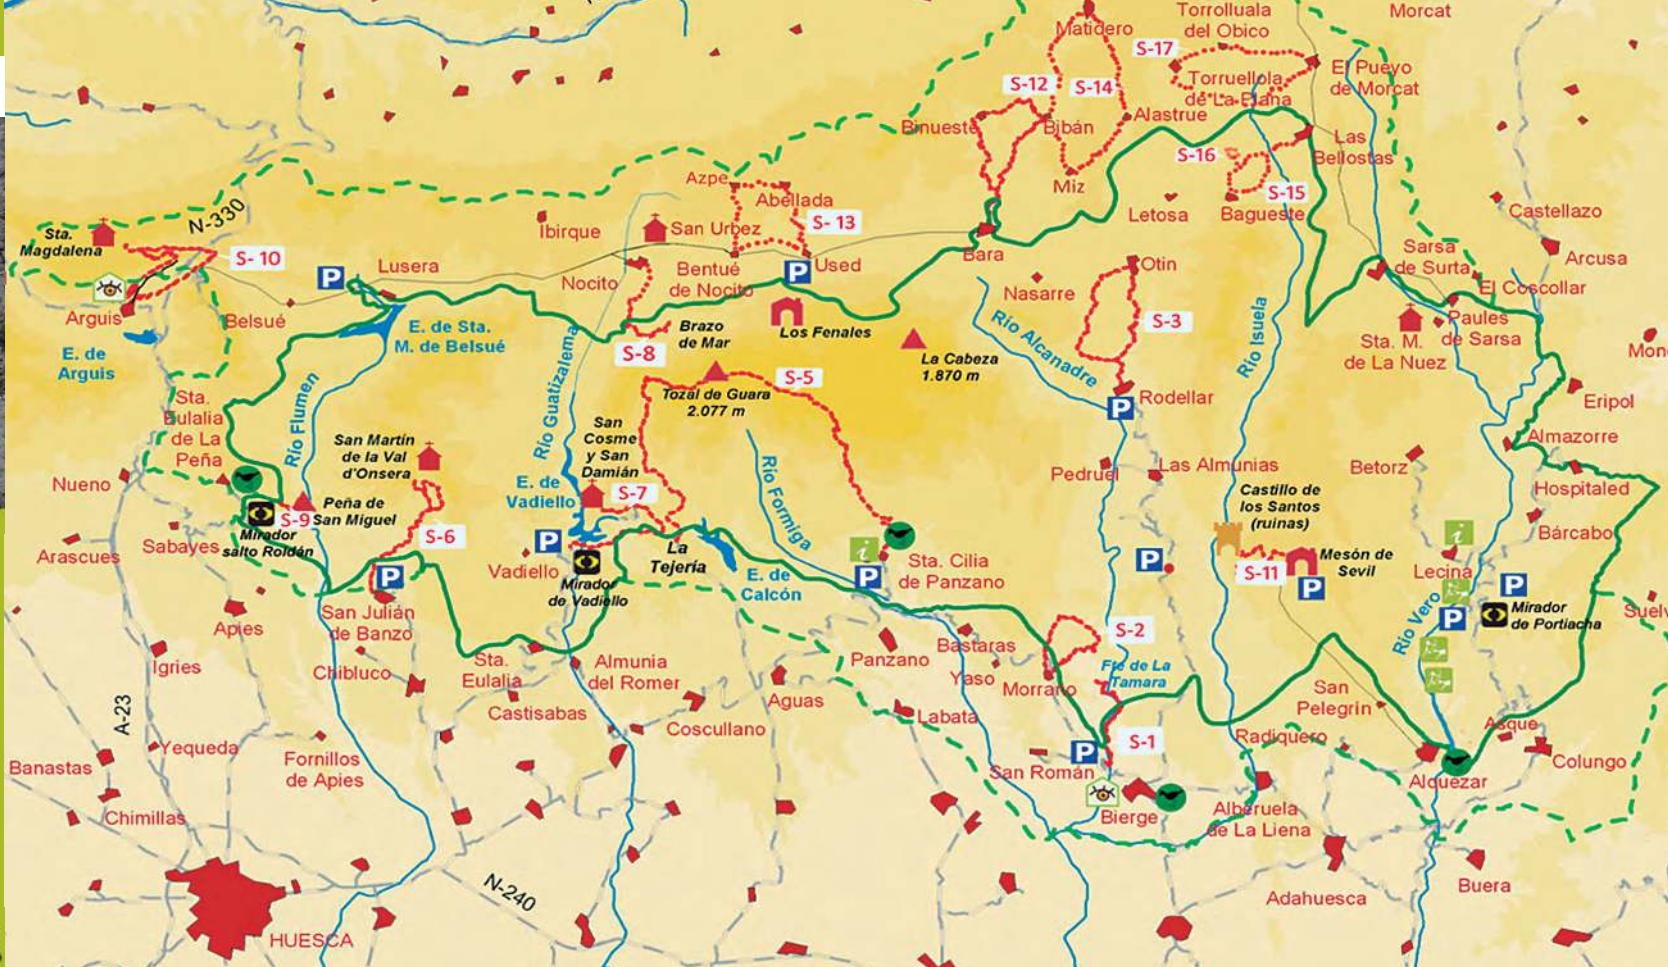 Matidero
Torrolluala
del Obico
Morcat
S-17
S-12
S-14
Torruellola
de La Plana
El Pueyo
de Morcat
Binueste
Bibán
Alastrue
Las
Bellostas
S-16
Miz
S-15
Azpe
Abellada
Letosa
Bagueste
Castellazo
N-330
Sta.
Magdalena
S- 10
Ibirque
San Urbez
S- 13
Bara
Sarsa
de Surta
Arcusa
Lusera
Nocito
Bentué
de Nocito
P
P
Used
Otin
Nasarre
El Coscollar
Arguis
Belsué
E. de Sta.
M. de Belsué
Brazo
de Mar
Los Fenales
Río Alcanadre
S-3
Río Isuela
Sta. M.
de La Nuez
Paules
de Sarsa
E. de
Arguis
S-8
La Cabeza
1.870 m
Mon
Sta.
Eulalia
de La
Peña
Río Flumen
Río Guatizalema
Tozal de Guara
2.077 m
S-5
Rodellar
P
Eripol
San Martín
de la Val
d'Onsera
San
Cosme
y San
Damián
Río Formiga
Almazorre
Nueno
E. de
Vadiello
S-7
Pedruel
Las Almunias
Betorz
Hospitaled
Peña de
San Miguel
S-9
Mirador
salto Roldán
S-6
Castillo de
los Santos
(ruinas)
Bárcabo
Arascues
Sabayes
P
Vadiello
Mirador
de Vadiello
La
Tejería
E. de
Calcón
i
P
Sta. Cilia
de Panzano
P
S-11
Mesón de
Sevil
P
i
Lecina
P
P
Mirador
de Portiacha
Suelv
P
San Julián
de Banzo
Apies
Igries
Chibluco
Sta.
Eulalia
Almunia
del Romer
Panzano
Bastaras
Yaso
Morrano
S-2
Fte de La
Tamara
Río Vero
San
Pelegrin
A-23
Castisabas
Coscullano
Aguas
Labata
Asque
Yequeda
Banastas
Fornillos
de Apies
P
San Román
S-1
Radiquero
Colungo
Alquezar
Chimillas
Bierge
Alberuela
de La Liena
N-240
Adahuesca
Buera
HUESCA